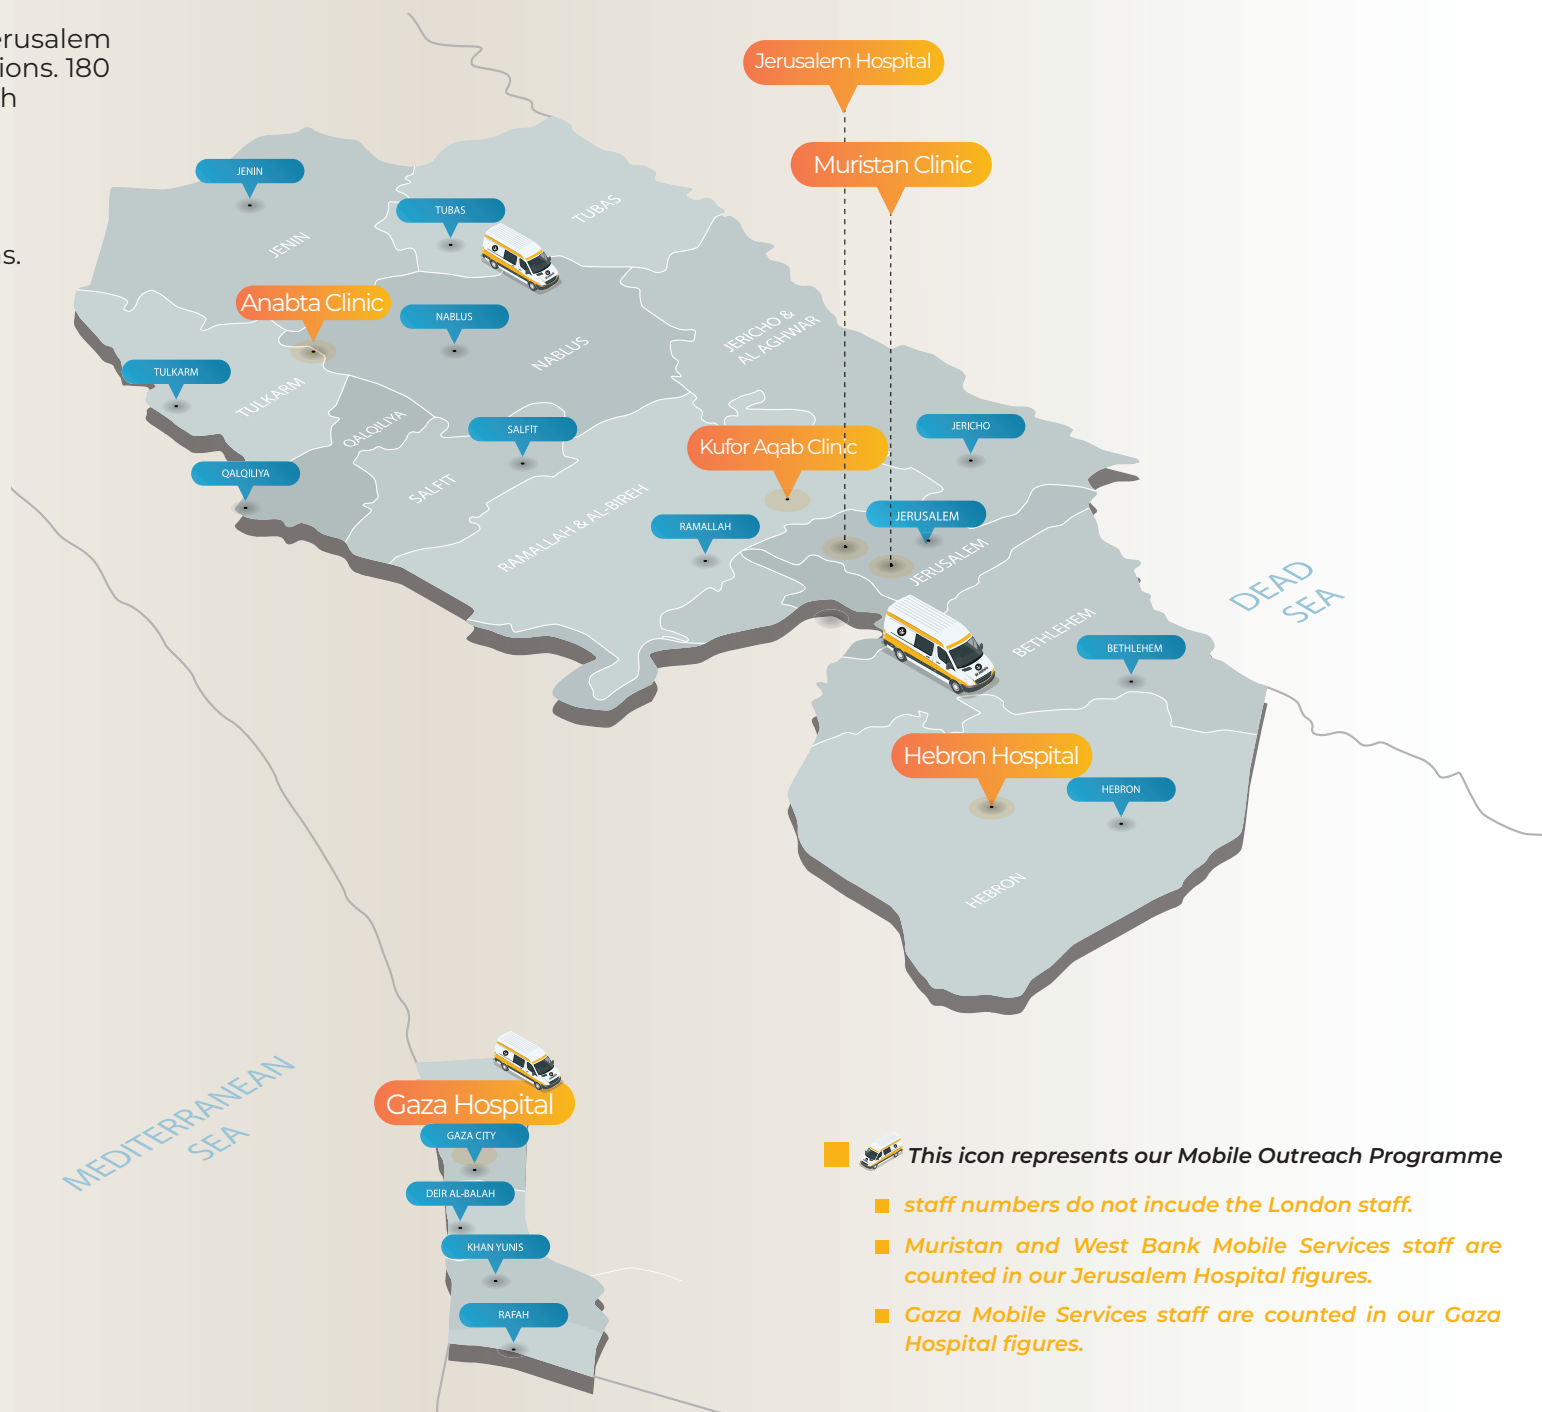 erusalem
ions. 180
h
s.
Jerusalem Hospital
Muristan Clinic
JENIN
TUBAS
TUBAS
JENIN
Anabta Clinic
NABLUS
NABLUS
JERICHO &
AL AGHWAR
TULKARM
TULKARM
QALQILIYA
SALFIT
JERICHO
Kufor Aqab Clinic
QALQILIYA
SALFIT
RAMALLAH & AL-BIREH
RAMALLAH
JERUSALEM
JERUSALEM
DEAD
SEA
BETHLEHEM
BETHLEHEM
Hebron Hospital
HEBRON
HEBRON
MEDITERRANEAN
SEA
Gaza Hospital
GAZA CITY
DEIR AL-BALAH
KHAN YUNIS
RAFAH
This icon represents our Mobile Outreach Programme
staff numbers do not incude the London staff.
Muristan and West Bank Mobile Services staff are
counted in our Jerusalem Hospital figures.
Gaza Mobile Services staff are counted in our Gaza
Hospital figures.